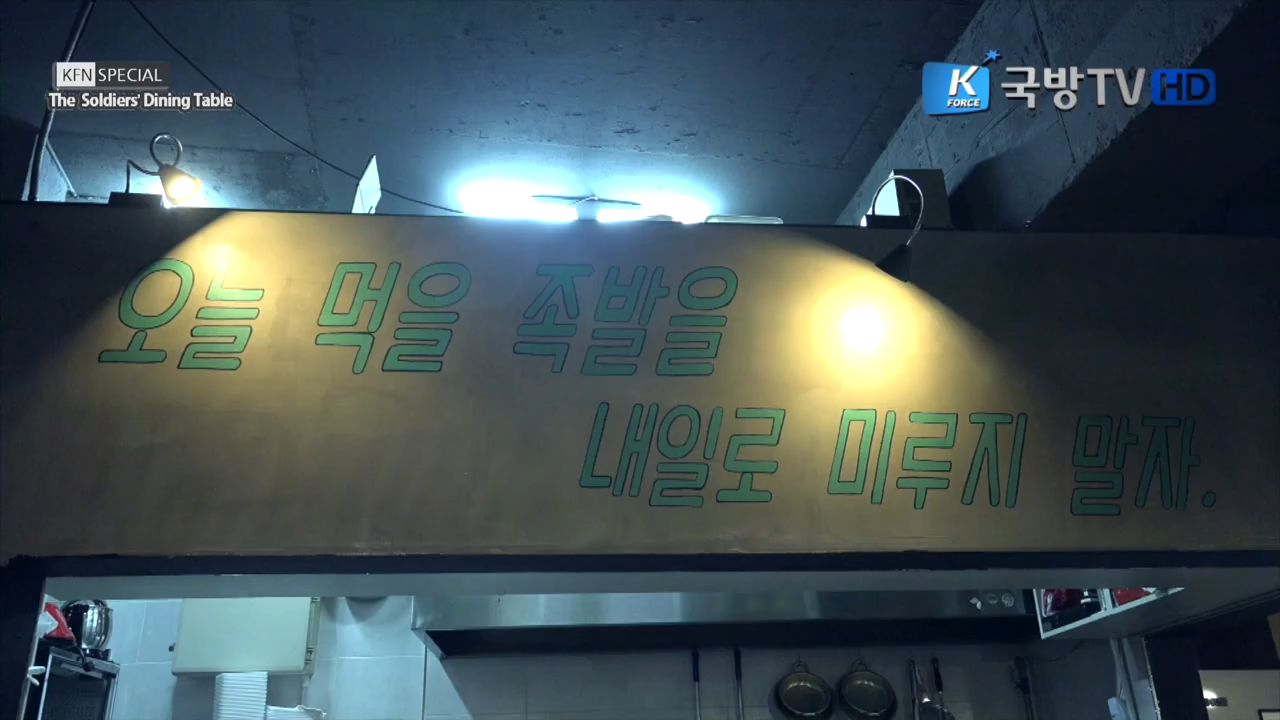 KFN SPECIAL
The Soldiers' Dining Table
K FORCE 국방TV HD
오늘 먹을 족발을
내일로 미루지 말자.